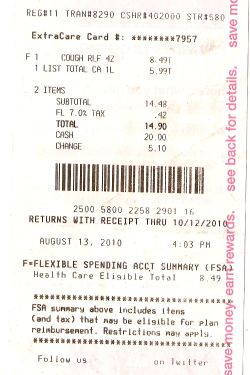 REG#11 TRAN#8290 CSHR#402000 STR#580
ExtraCare Card #: ********7957
F 1 COUGH RLF 42 8.49T
1 LIST TOTAL CA 1L 5.99T
2 ITEMS
SUBTOTAL 14.48
FL 7.0% TAX .42
TOTAL 14.90
CASH 20.00
CHANGE 5.10
2500 5800 2258 2901 16
RETURNS WITH RECEIPT THRU 10/12/2010
AUGUST 13, 2010 4:03 PM
F=FLEXIBLE SPENDING ACCT SUMMARY (FSA)
Health Care Eligible Total 8.49
************************************
FSA summary above includes items
(and tax) that may be eligible for plan
reimbursement. Restrictions may apply.
************************************
Follow us on Twitter
save money. earn rewards. see back for details. save